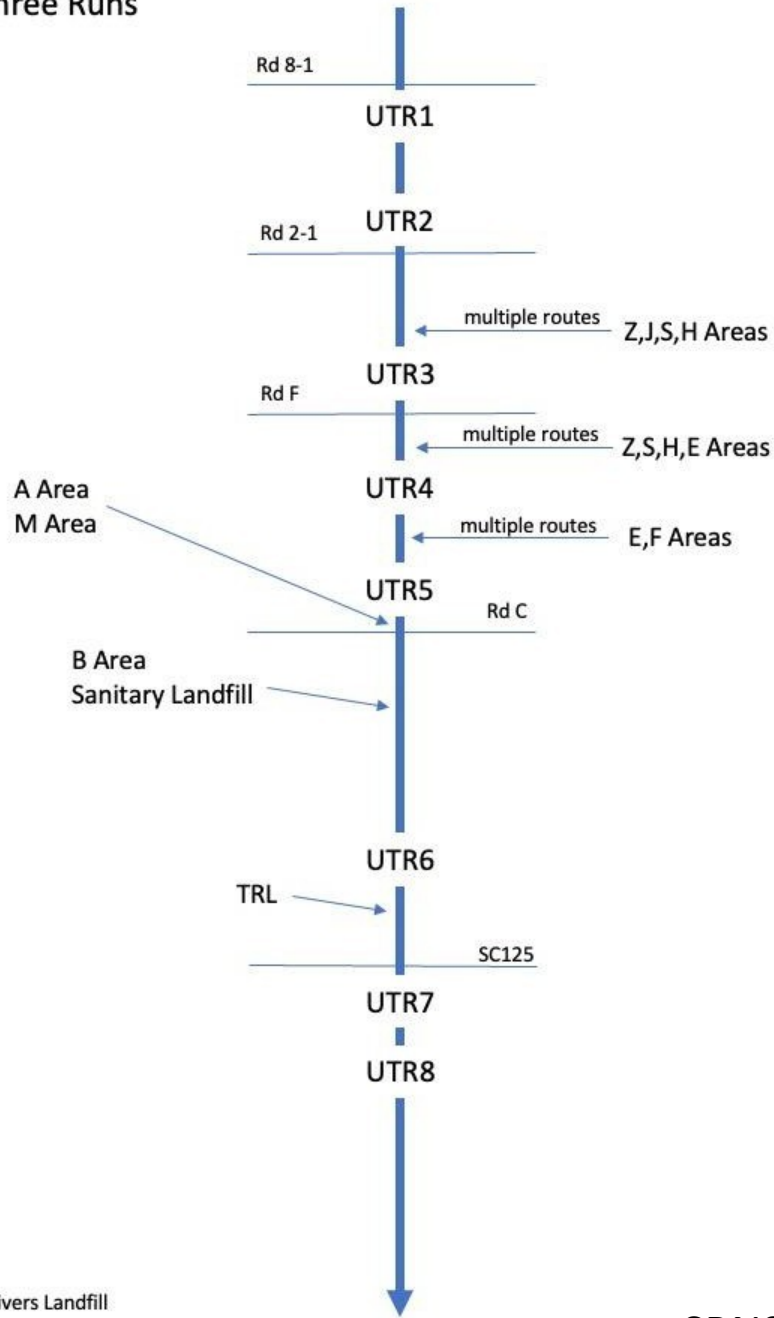 Three Runs
Rd 8-1
UTR1
UTR2
Rd 2-1
multiple routes
Z,J,S,H Areas
UTR3
Rd F
multiple routes
Z,S,H,E Areas
A Area
M Area
UTR4
multiple routes
E,F Areas
UTR5
Rd C
B Area
Sanitary Landfill
UTR6
TRL
SC125
UTR7
UTR8
ivers Landfill